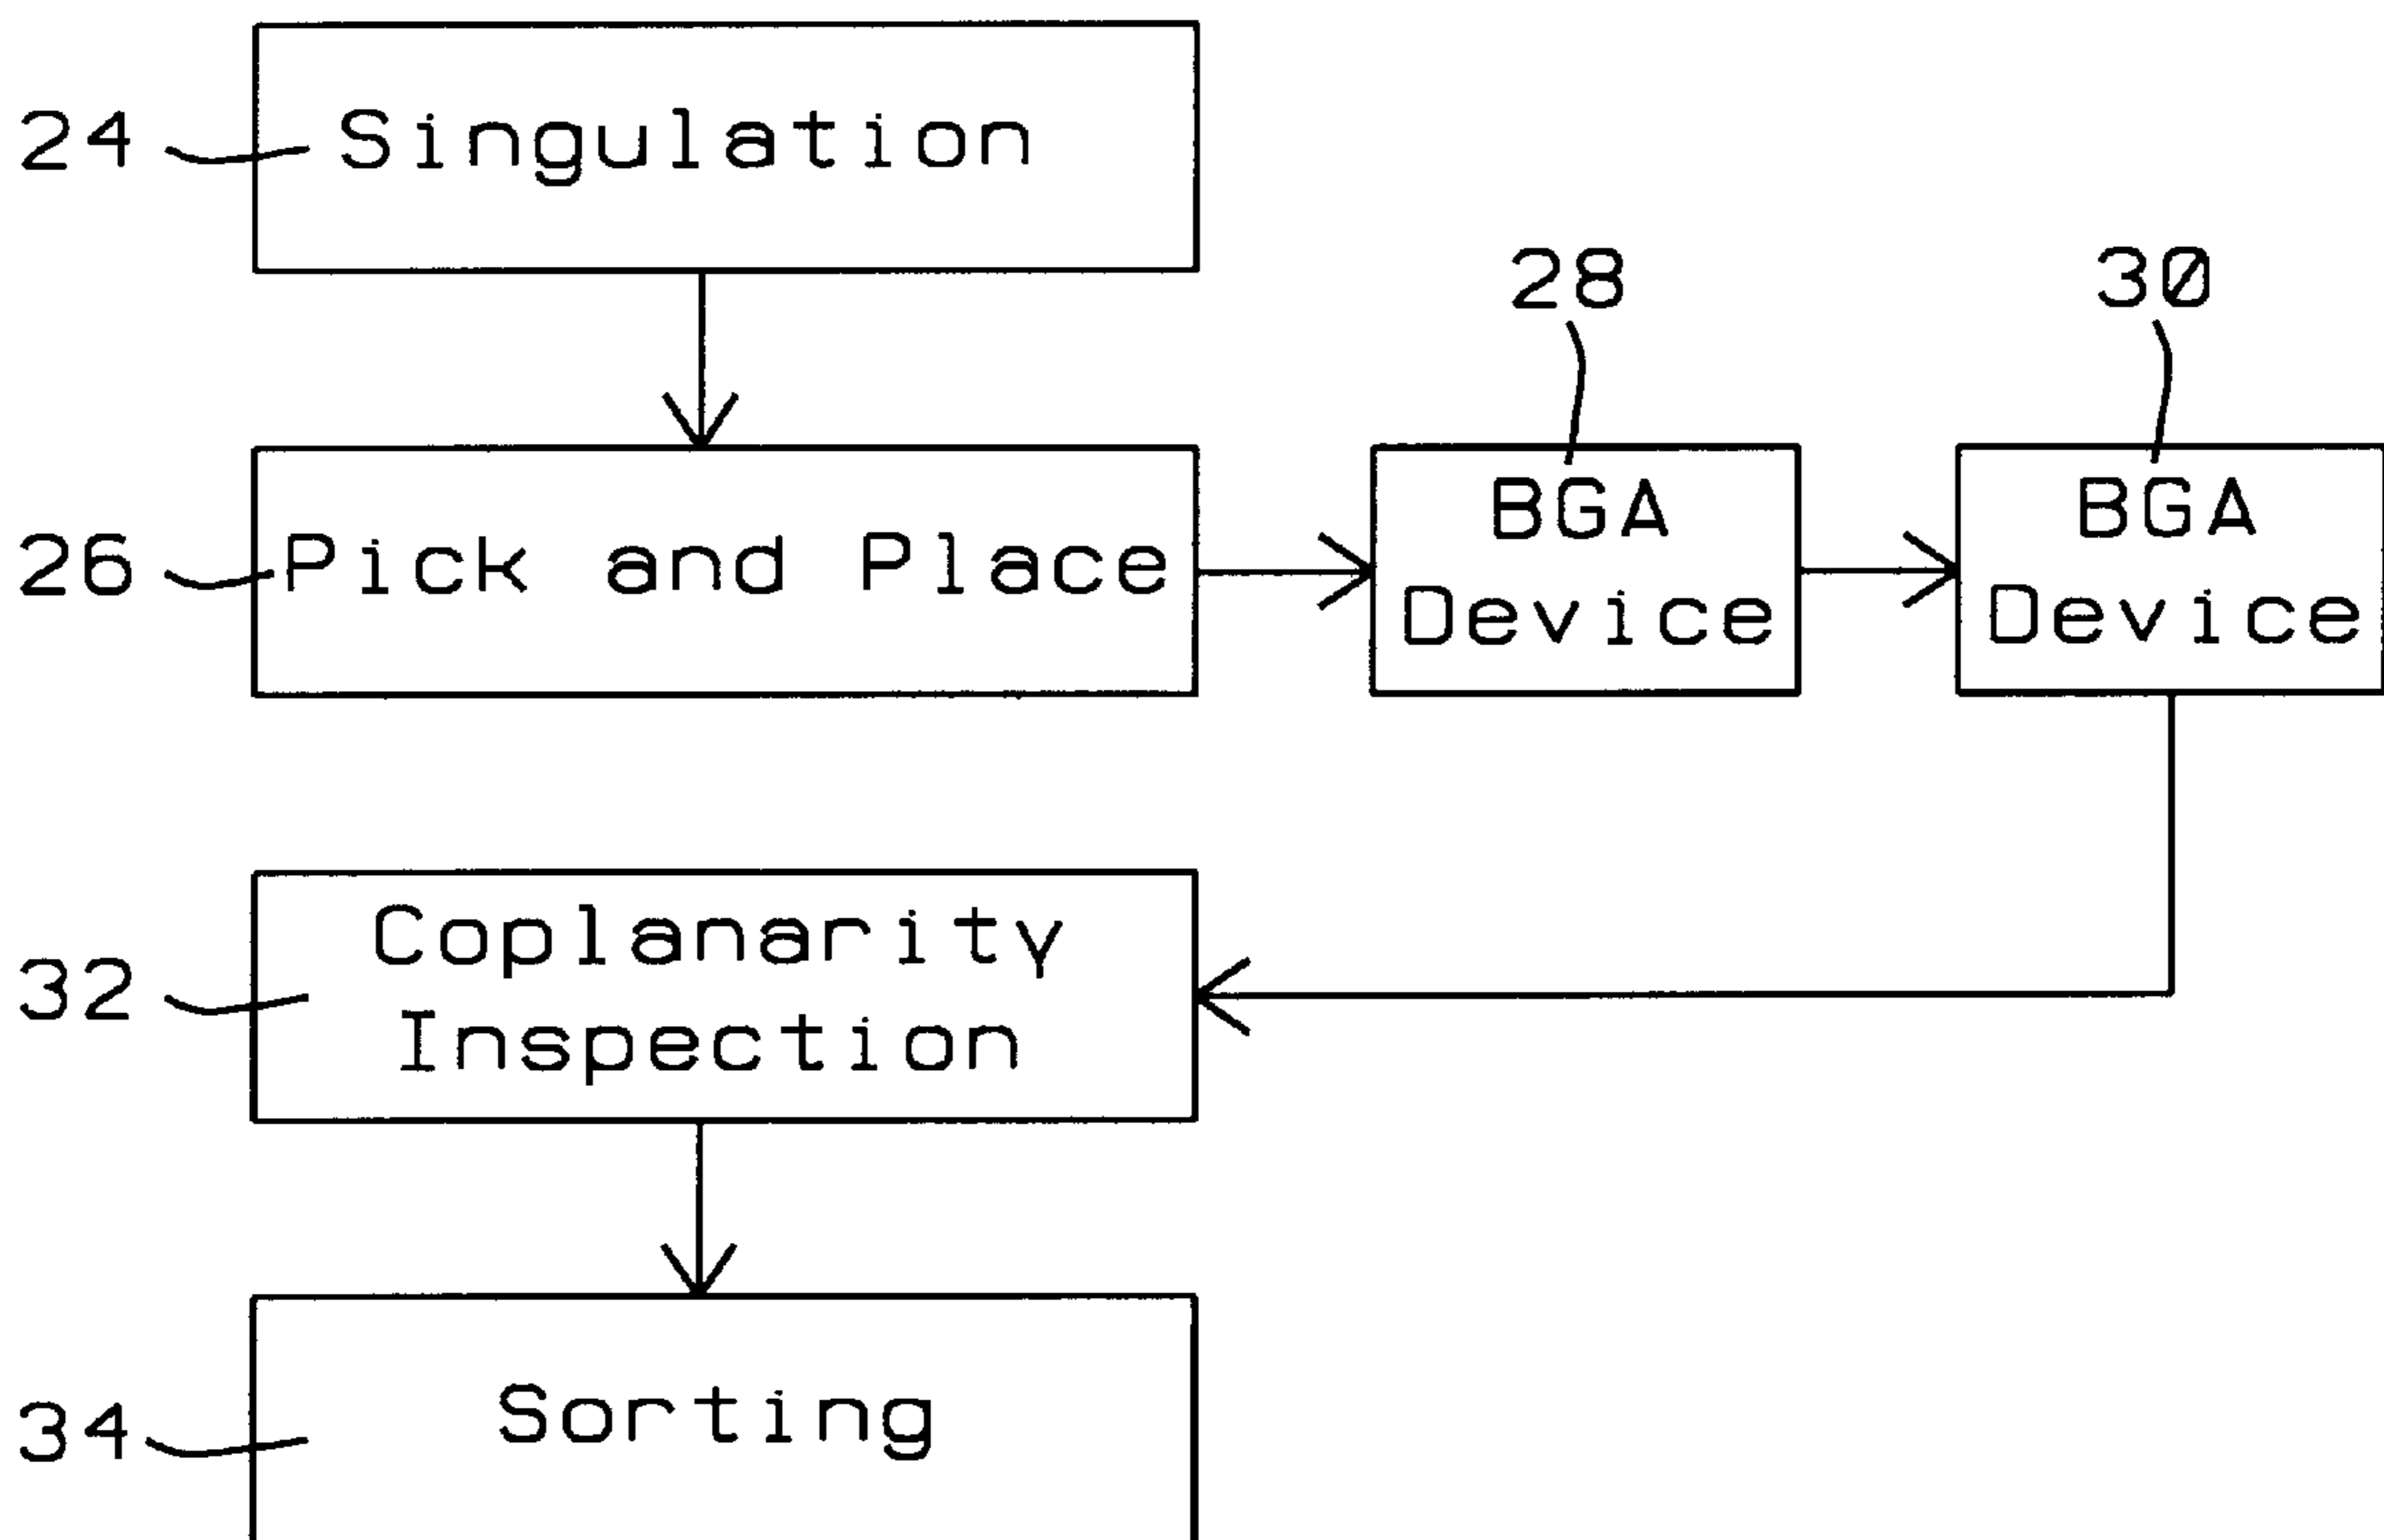 24
Singulation
28
30
26
Pick and Place
BGA
Device
BGA
Device
32
Coplanarity
Inspection
34
Sorting